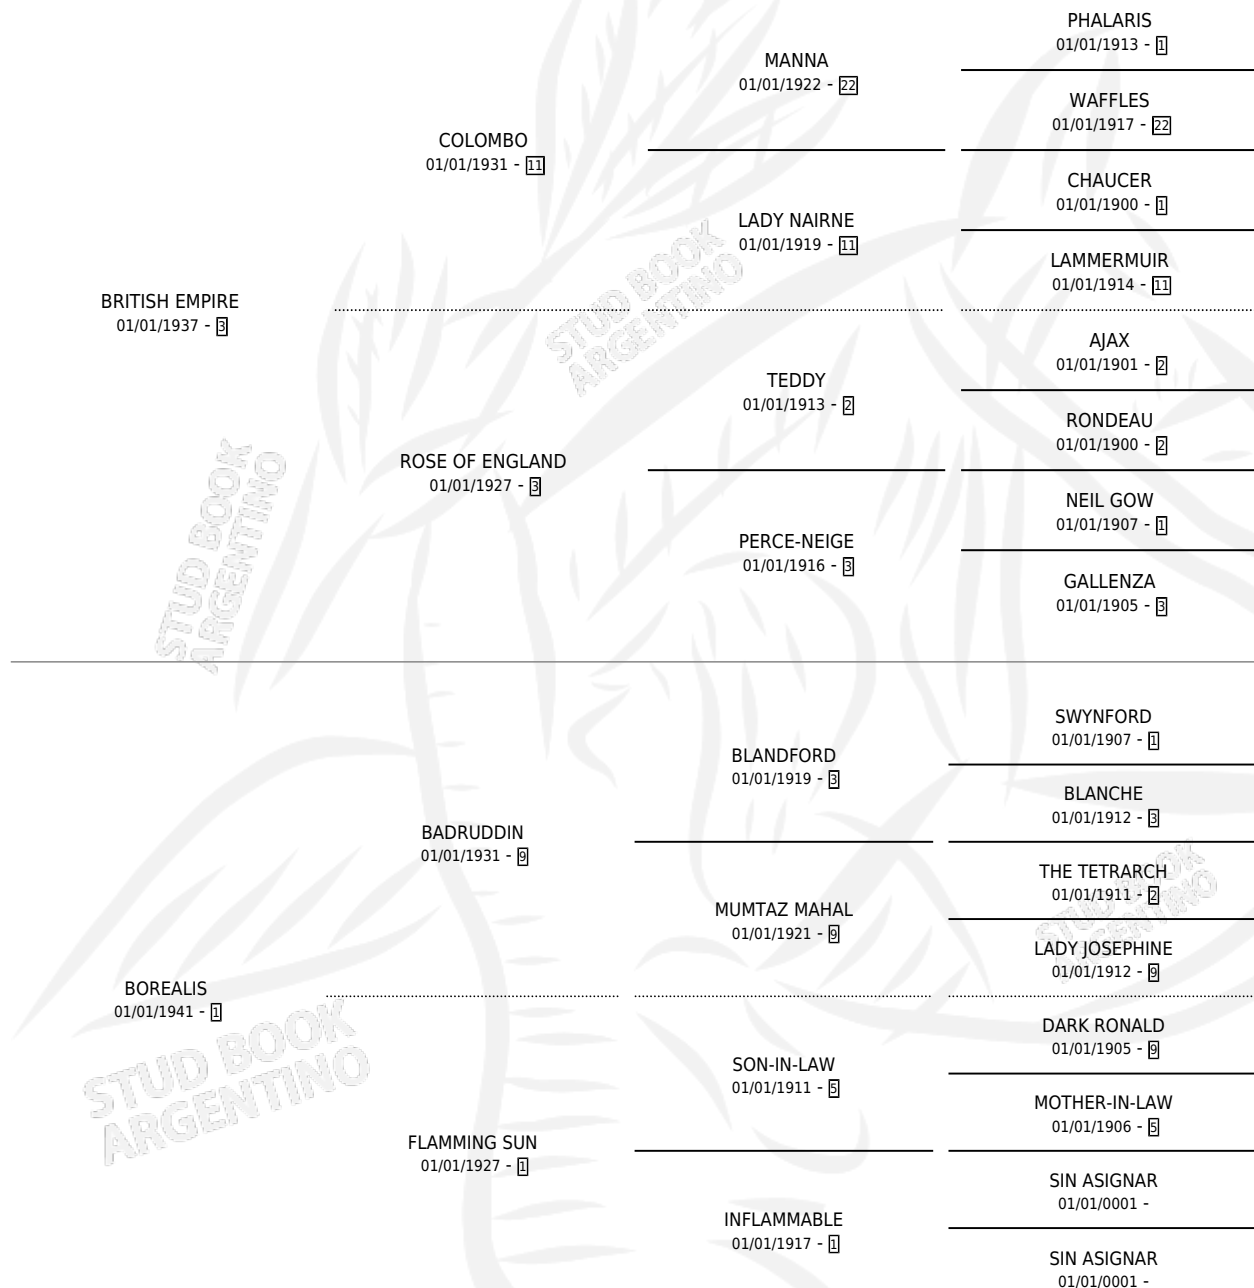 PHALARIS
01/01/1913 - 1
MANNA
01/01/1922 - 22
WAFFLES
01/01/1917 - 22
COLOMBO
01/01/1931 - 11
CHAUCER
01/01/1900 - 1
LADY NAIRNE
01/01/1919 - 11
LAMMERMUIR
01/01/1914 - 11
BRITISH EMPIRE
01/01/1937 - 3
AJAX
01/01/1901 - 2
TEDDY
01/01/1913 - 2
RONDEAU
01/01/1900 - 2
ROSE OF ENGLAND
01/01/1927 - 3
NEIL GOW
01/01/1907 - 1
PERCE-NEIGE
01/01/1916 - 3
GALLENZA
01/01/1905 - 3
SWYNFORD
01/01/1907 - 1
BLANDFORD
01/01/1919 - 3
BLANCHE
01/01/1912 - 3
BADRUDDIN
01/01/1931 - 9
THE TETRARCH
01/01/1911 - 2
MUMTAZ MAHAL
01/01/1921 - 9
LADY JOSEPHINE
01/01/1912 - 9
BOREALIS
01/01/1941 - 1
DARK RONALD
01/01/1905 - 9
SON-IN-LAW
01/01/1911 - 5
MOTHER-IN-LAW
01/01/1906 - 5
FLAMMING SUN
01/01/1927 - 1
SIN ASIGNAR
01/01/0001 -
INFLAMMABLE
01/01/1917 - 1
SIN ASIGNAR
01/01/0001 -
STUD BOOK
ARGENTINO
STUD BOOK
ARGENTINO
STUD BOOK
ARGENTINO
STUD BOOK
ARGENTINO